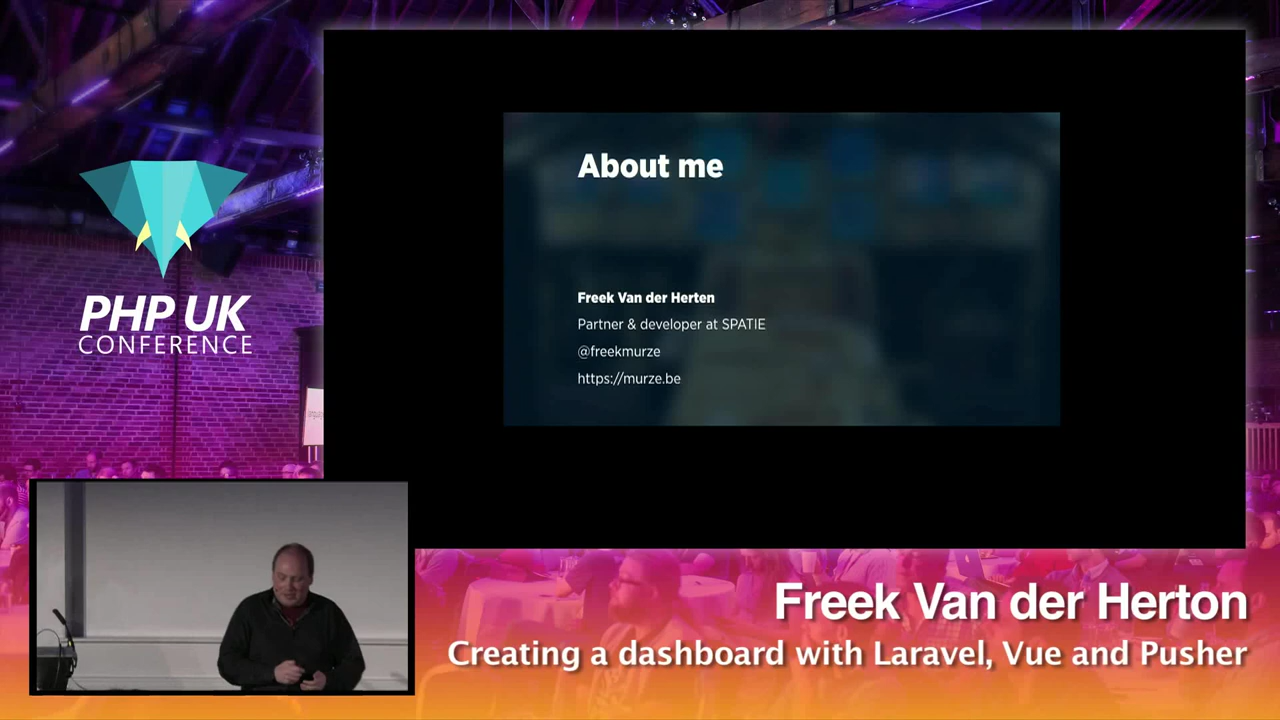 PHP UK
CONFERENCE
About me
Freek Van der Herten
Partner & developer at SPATIE
@freekmurze
https://murze.be
Freek Van der Herton
Creating a dashboard with Laravel, Vue and Pusher